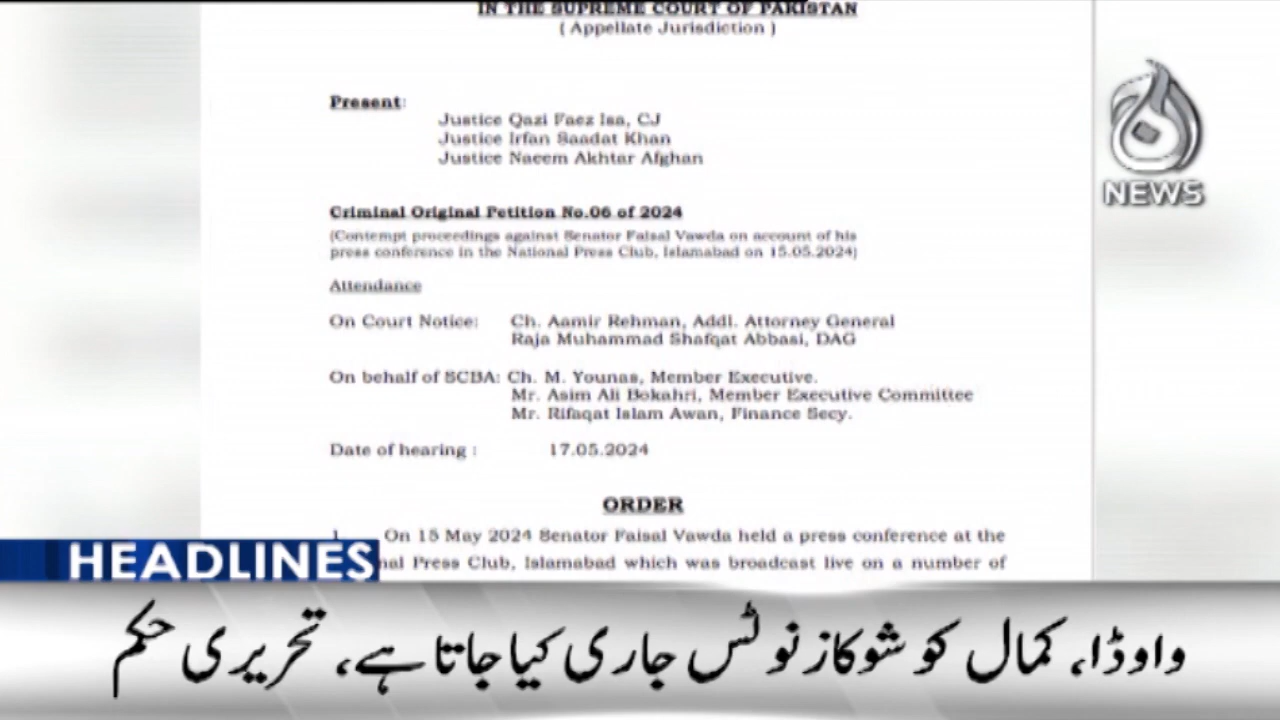 IN THE SUPREME COURT OF PAKISTAN
( Appellate Jurisdiction )
Present:
Justice Qazi Faez Isa, CJ
Justice Irfan Saadat Khan
Justice Naeem Akhtar Afghan
Criminal Original Petition No.06 of 2024
(Contempt proceedings against Senator Faisal Vawda on account of his
press conference in the National Press Club, Islamabad on 15.05.2024)
Attendance
On Court Notice: Ch. Aamir Rehman, Addl. Attorney General
Raja Muhammad Shafqat Abbasi, DAG
On behalf of SCBA: Ch. M. Younas, Member Executive.
Mr. Asim Ali Bokahri, Member Executive Committee
Mr. Rifaqat Islam Awan, Finance Secy.
Date of hearing : 17.05.2024
ORDER
1. On 15 May 2024 Senator Faisal Vawda held a press conference at the
nal Press Club, Islamabad which was broadcast live on a number of
NEWS
HEADLINES
واوڈا، کمال کو شوکاز نوٹس جاری کیا جاتا ہے، تحریری حکم